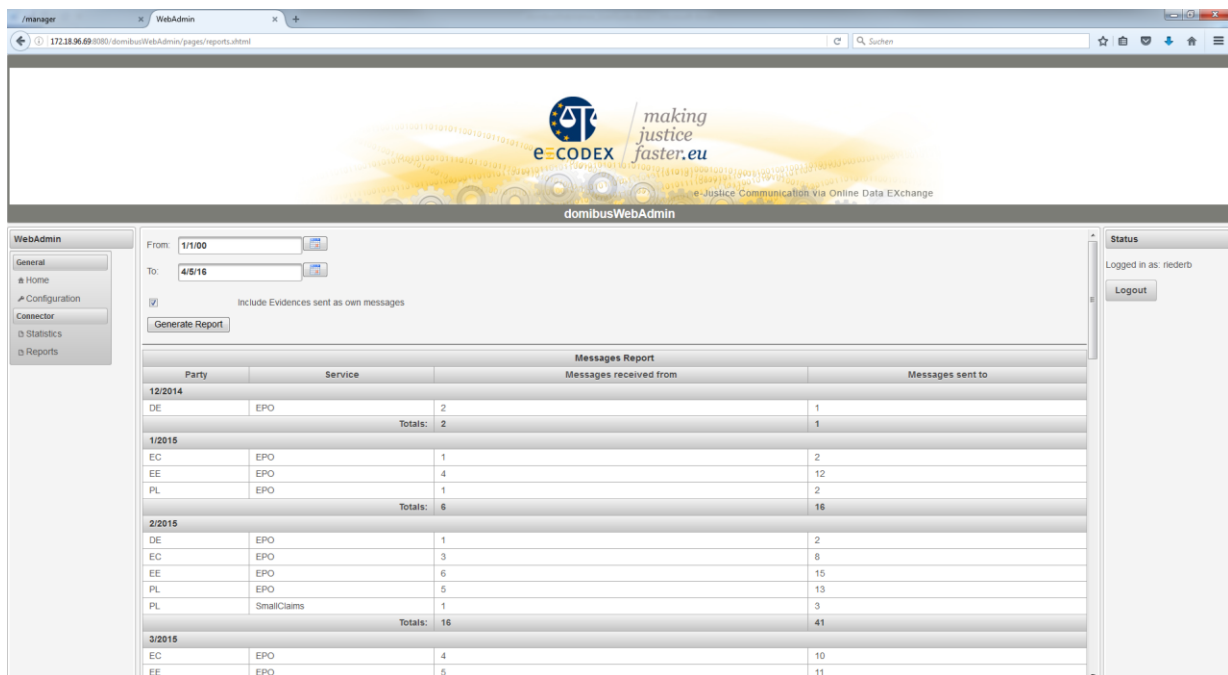 /manager
WebAdmin
172.18.96.69:8080/domibusWebAdmin/pages/reports.xhtml
Suchen
making
justice
faster.eu
e-CODEX
e-Justice Communication via Online Data EXchange
domibusWebAdmin
WebAdmin
General
Home
Configuration
Connector
Statistics
Reports
From: 1/1/00
To: 4/5/16
Include Evidences sent as own messages
Generate Report
Status
Logged in as: riederb
Logout
Messages Report
Party Service Messages received from Messages sent to
12/2014
DE EPO 2 1
Totals: 2 1
1/2015
EC EPO 1 2
EE EPO 4 12
PL EPO 1 2
Totals: 6 16
2/2015
DE EPO 1 2
EC EPO 3 8
EE EPO 6 15
PL EPO 5 13
PL SmallClaims 1 3
Totals: 16 41
3/2015
EC EPO 4 10
EE EPO 5 11